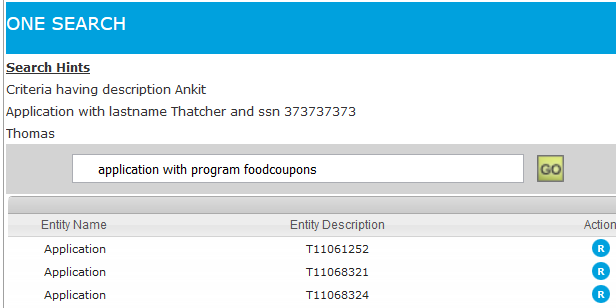 ONE SEARCH
Search Hints
Criteria having description Ankit
Application with lastname Thatcher and ssn 373737373
Thomas
application with program foodcoupons GO
Entity Name Entity Description Action
Application T11061252 R
Application T11068321 R
Application T11068324 R